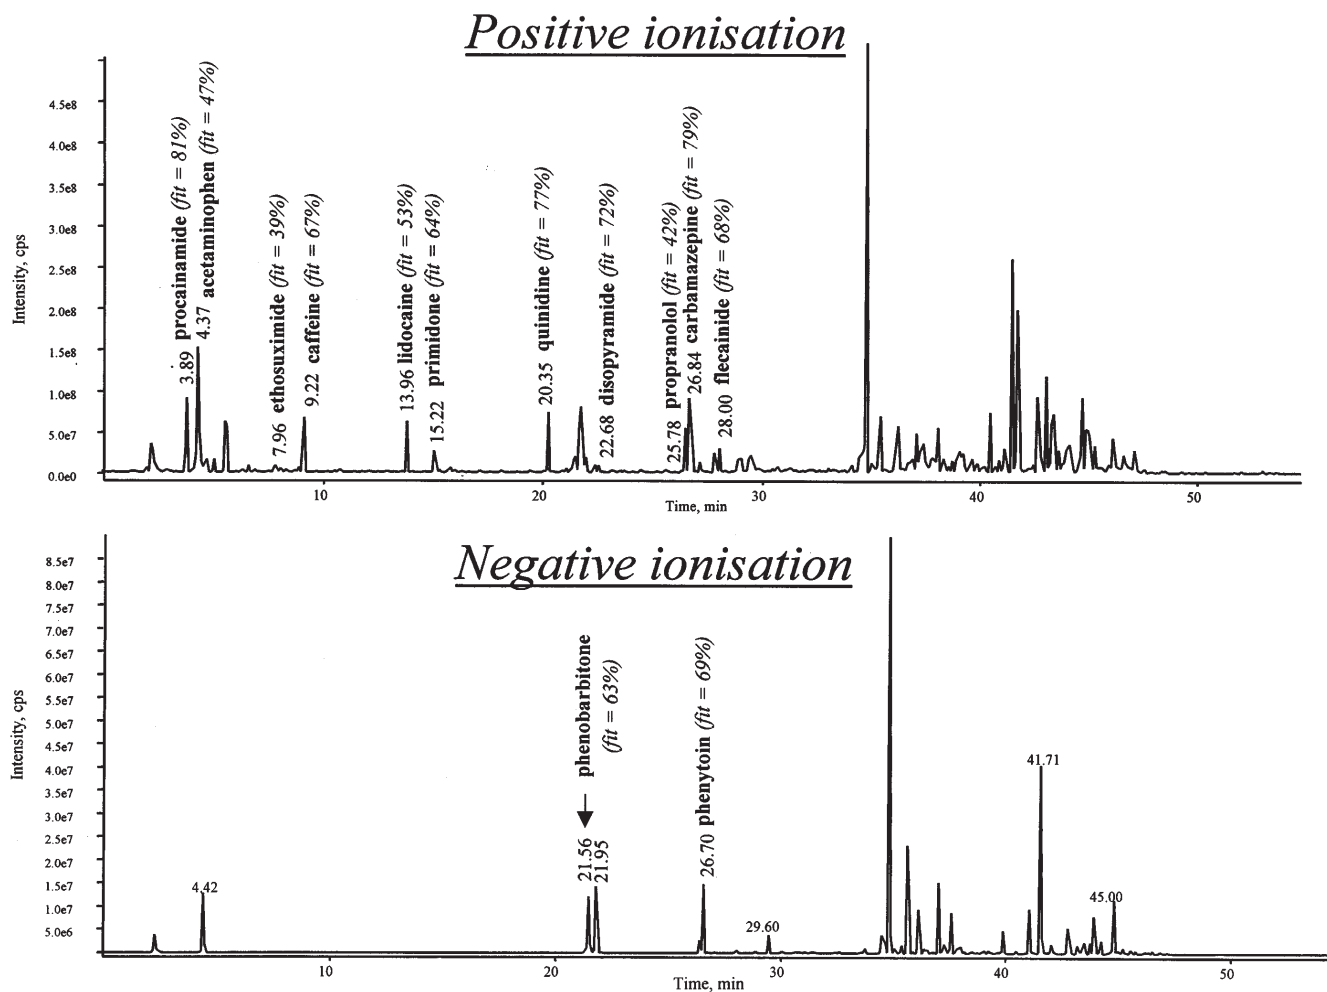 Positive ionisation
Intensity, cps
4.5e8
4.0e8
3.5e8
3.0e8
2.5e8
2.0e8
1.5e8
1.0e8
5.0e7
0.0e0
3.89 procainamide (fit = 81%)
4.37 acetaminophen (fit = 47%)
7.96 ethosuximide (fit = 39%)
9.22 caffeine (fit = 67%)
13.96 lidocaine (fit = 53%)
15.22 primidone (fit = 64%)
20.35 quinidine (fit = 77%)
22.68 disopyramide (fit = 72%)
25.78 propranolol (fit = 42%)
26.84 carbamazepine (fit = 79%)
28.00 flecainide (fit = 68%)
10 20 30 40 50
Time, min
Negative ionisation
Intensity, cps
8.5e7
8.0e7
7.5e7
7.0e7
6.5e7
6.0e7
5.5e7
5.0e7
4.5e7
4.0e7
3.5e7
3.0e7
2.5e7
2.0e7
1.5e7
1.0e7
5.0e6
4.42
phenobarbitone
(fit = 63%)
21.56
21.95
26.70 phenytoin (fit = 69%)
29.60
41.71
45.00
10 20 30 40 50
Time, min